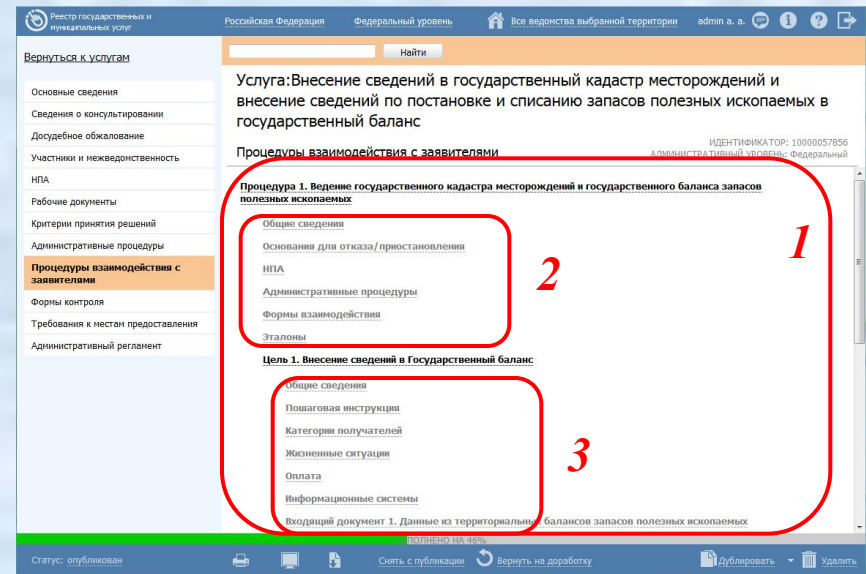 Реестр государственных и
муниципальных услуг
Российская Федерация Федеральный уровень Все ведомства выбранной территории admin a. a.
Вернуться к услугам
Найти
Основные сведения
Сведения о консультировании
Досудебное обжалование
Участники и межведомственность
НПА
Рабочие документы
Критерии принятия решений
Административные процедуры
Процедуры взаимодействия с
заявителями
Формы контроля
Требования к местам предоставления
Административный регламент
Услуга:Внесение сведений в государственный кадастр месторождений и
внесение сведений по постановке и списанию запасов полезных ископаемых в
государственный баланс
ИДЕНТИФИКАТОР: 10000057856
Процедуры взаимодействия с заявителями
АДМИНИСТРАТИВНЫЙ УРОВЕНЬ: Федеральный
Процедура 1. Ведение государственного кадастра месторождений и государственного баланса запасов
полезных ископаемых
1
Общие сведения
Основания для отказа/приостановления
НПА
2
Административные процедуры
Формы взаимодействия
Эталоны
Цель 1. Внесение сведений в Государственный баланс
Общие сведения
Пошаговая инструкция
Категории получателей
Жизненные ситуации
3
Оплата
Информационные системы
Входящий документ 1. Данные из территориальных балансов запасов полезных ископаемых
ПОЛНЕНО НА 46%
Статус: опубликован Снять с публикации Вернуть на доработку Дублировать Удалить